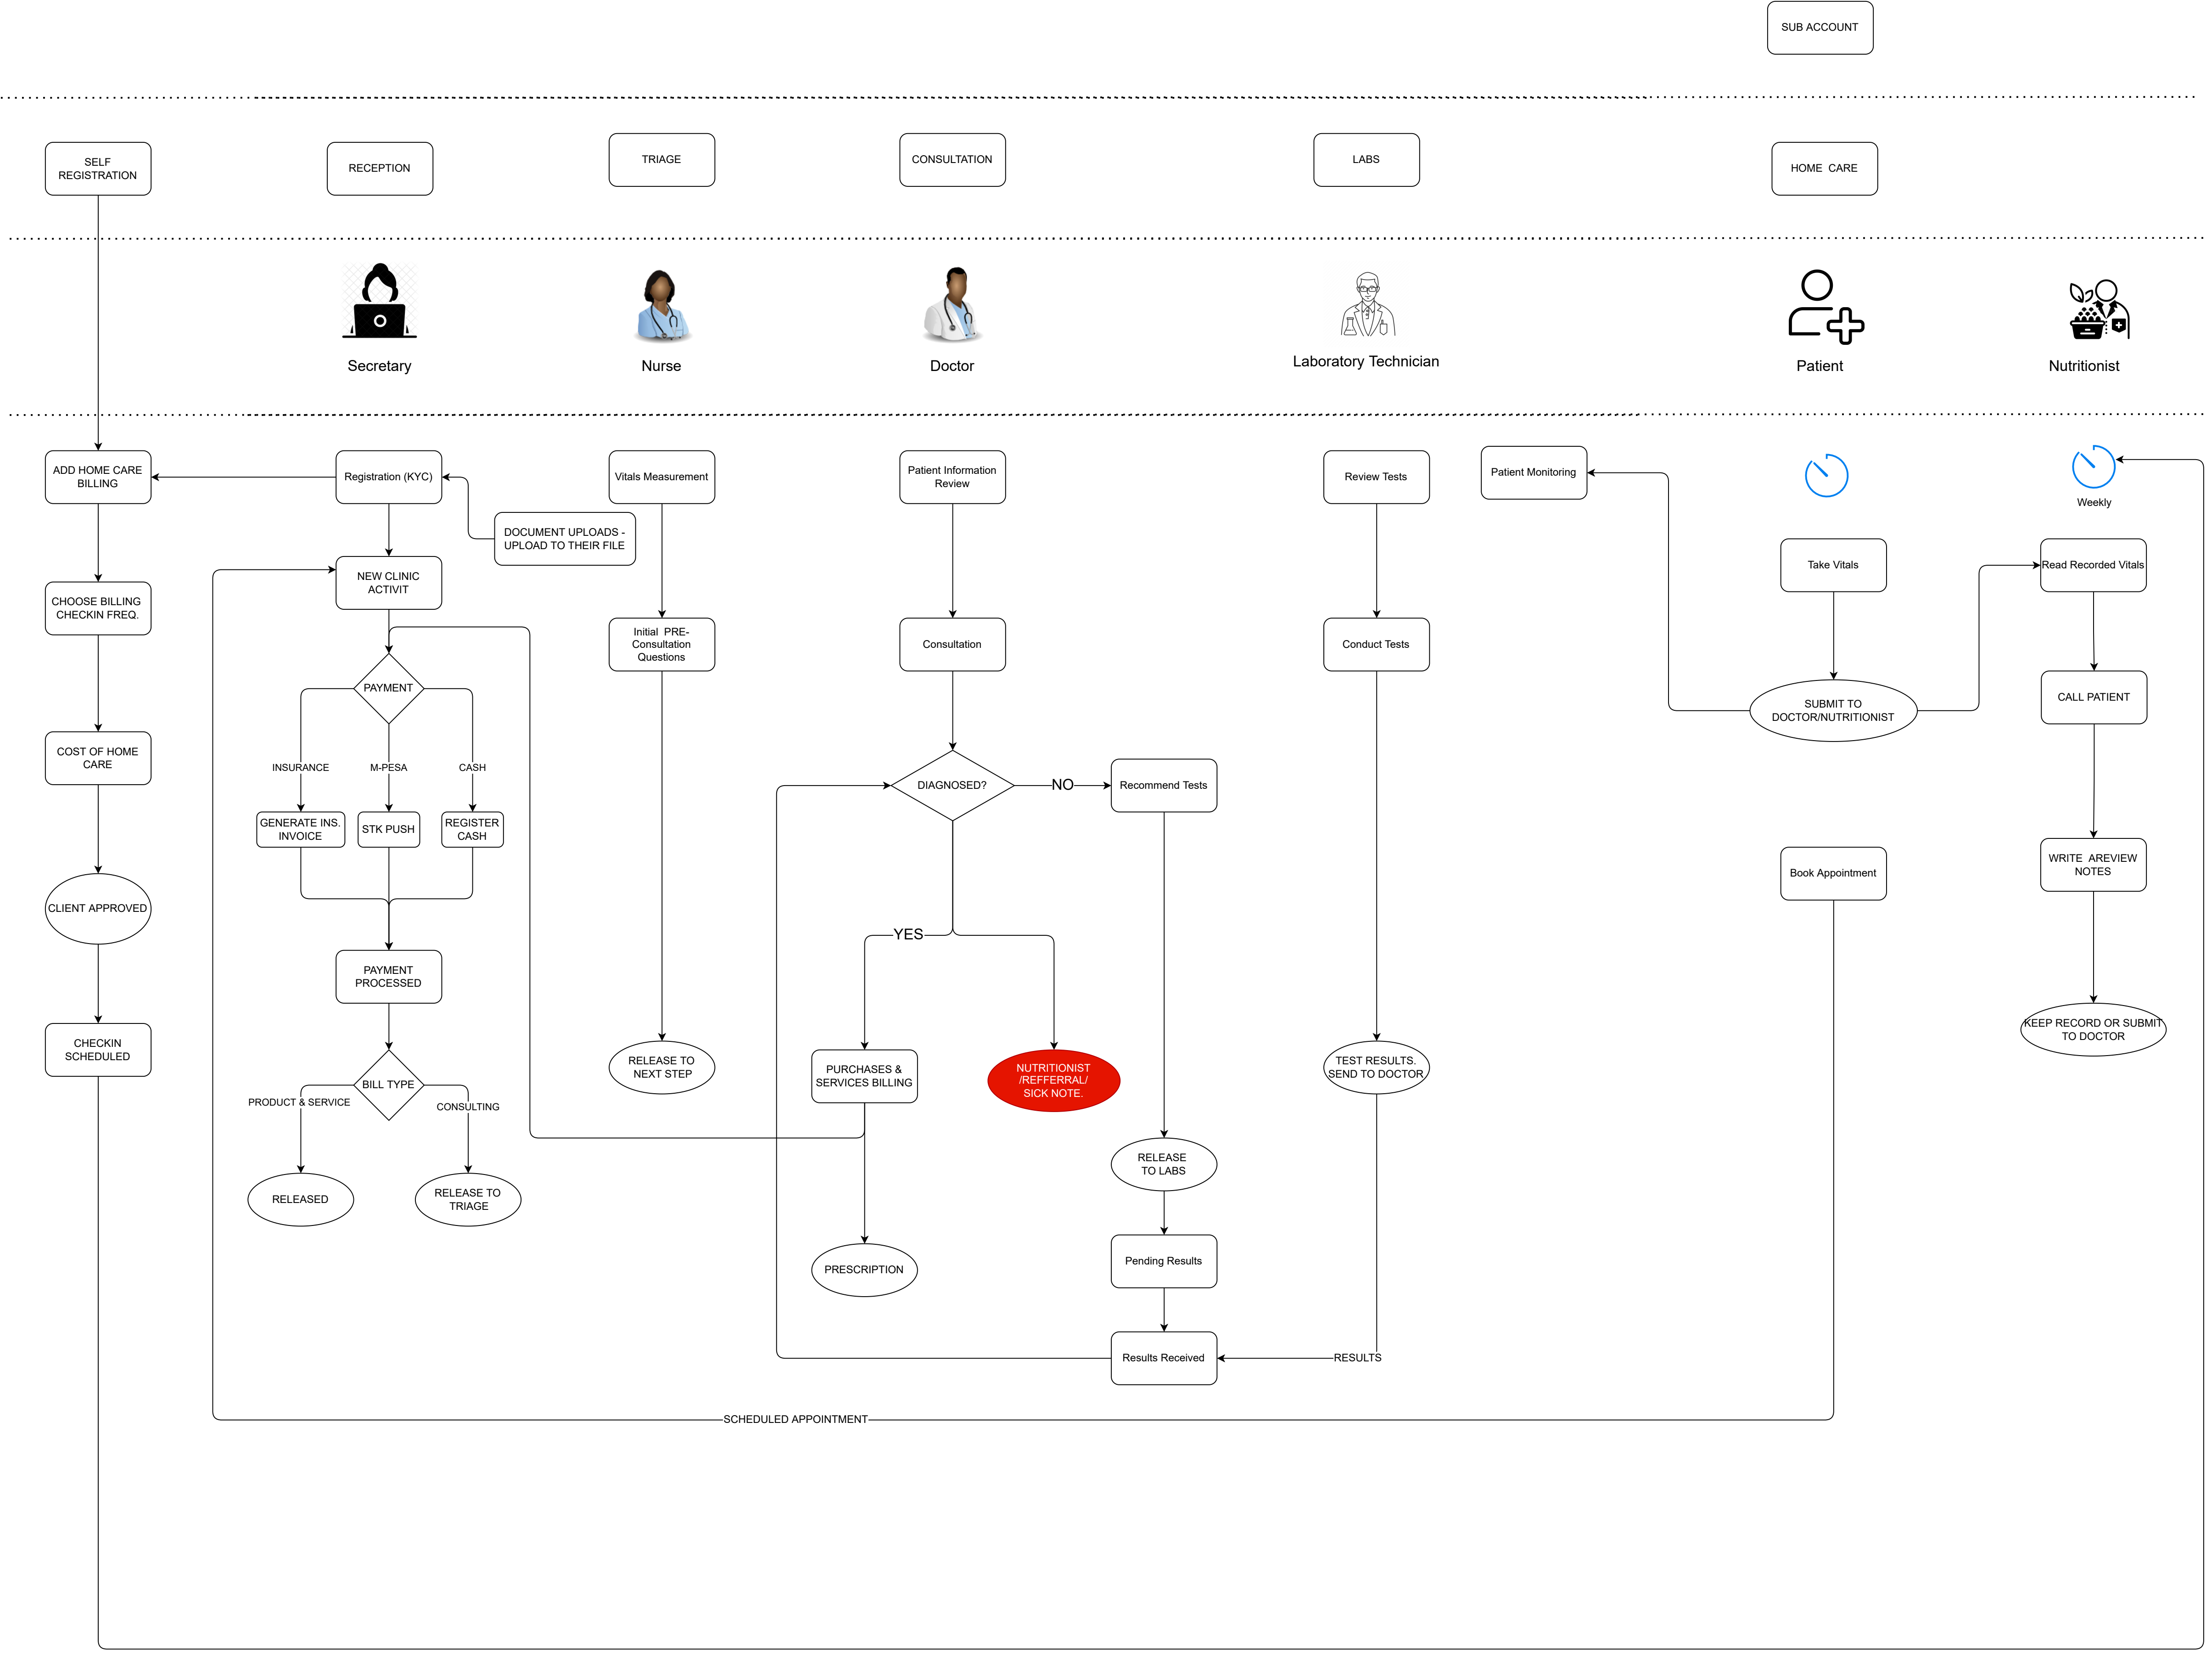 SUB ACCOUNT
SELF
REGISTRATION
RECEPTION
TRIAGE
CONSULTATION
LABS
HOME  CARE
Secretary
Nurse
Doctor
Laboratory Technician
Patient
Nutritionist
ADD HOME CARE
BILLING
Registration (KYC)
Vitals Measurement
Patient Information
Review
Review Tests
Patient Monitoring
Weekly
DOCUMENT UPLOADS -
UPLOAD TO THEIR FILE
NEW CLINIC
ACTIVIT
Take Vitals
Read Recorded Vitals
CHOOSE BILLING
CHECKIN FREQ.
Initial  PRE-
Consultation
Questions
Consultation
Conduct Tests
PAYMENT
SUBMIT TO
DOCTOR/NUTRITIONIST
CALL PATIENT
COST OF HOME
CARE
INSURANCE
M-PESA
CASH
DIAGNOSED?
NO
Recommend Tests
GENERATE INS.
INVOICE
STK PUSH
REGISTER
CASH
Book Appointment
WRITE  AREVIEW
NOTES
CLIENT APPROVED
YES
PAYMENT
PROCESSED
CHECKIN
SCHEDULED
KEEP RECORD OR SUBMIT
TO DOCTOR
BILL TYPE
PRODUCT & SERVICE
CONSULTING
RELEASE TO
NEXT STEP
PURCHASES &
SERVICES BILLING
NUTRITIONIST
/REFFERRAL/
SICK NOTE.
TEST RESULTS.
SEND TO DOCTOR
RELEASED
RELEASE TO
TRIAGE
RELEASE
TO LABS
PRESCRIPTION
Pending Results
Results Received
RESULTS
SCHEDULED APPOINTMENT